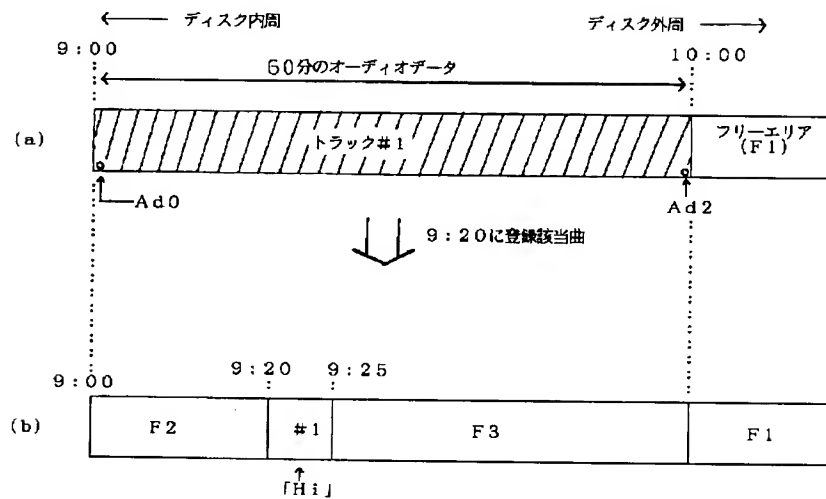 ← ディスク内周 ディスク外周 →
9:00 10:00
60分のオーディオデータ
(a) トラック#1 フリーエリア
(F1)
Ad0 Ad2
9:20に登録該当曲
9:00 9:20 9:25
(b) F2 #1 F3 F1
「Hi」